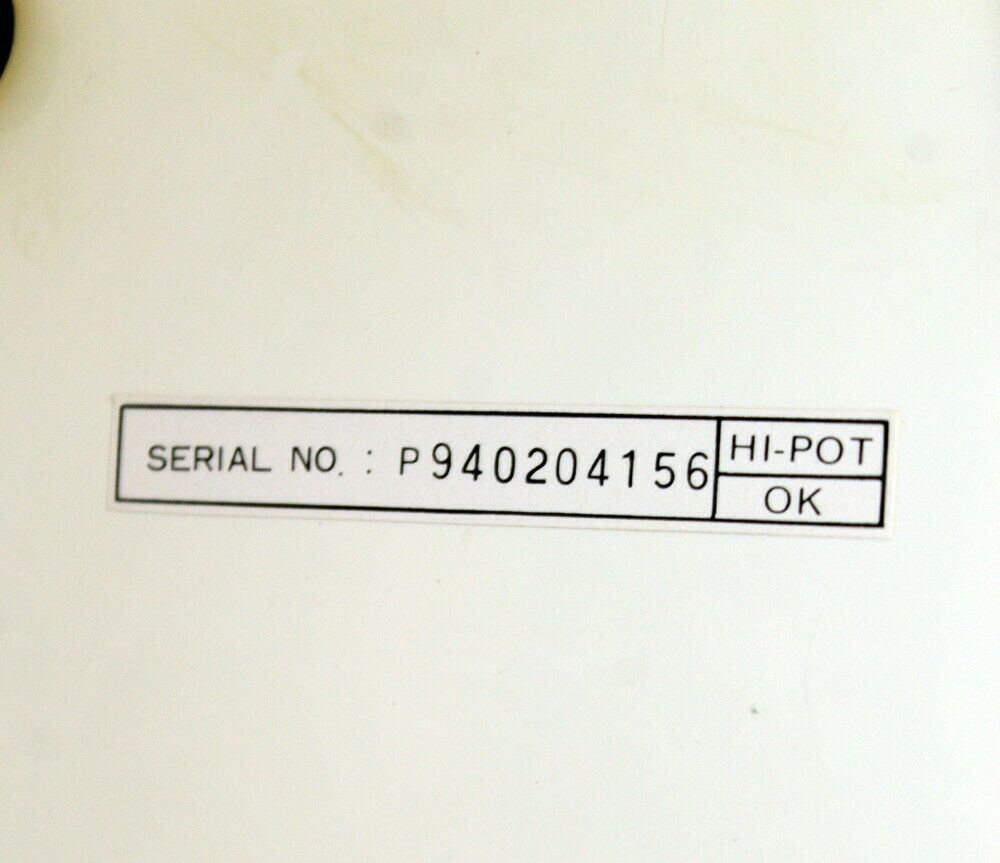 SERIAL NO. : P940204156
HI-POT
OK